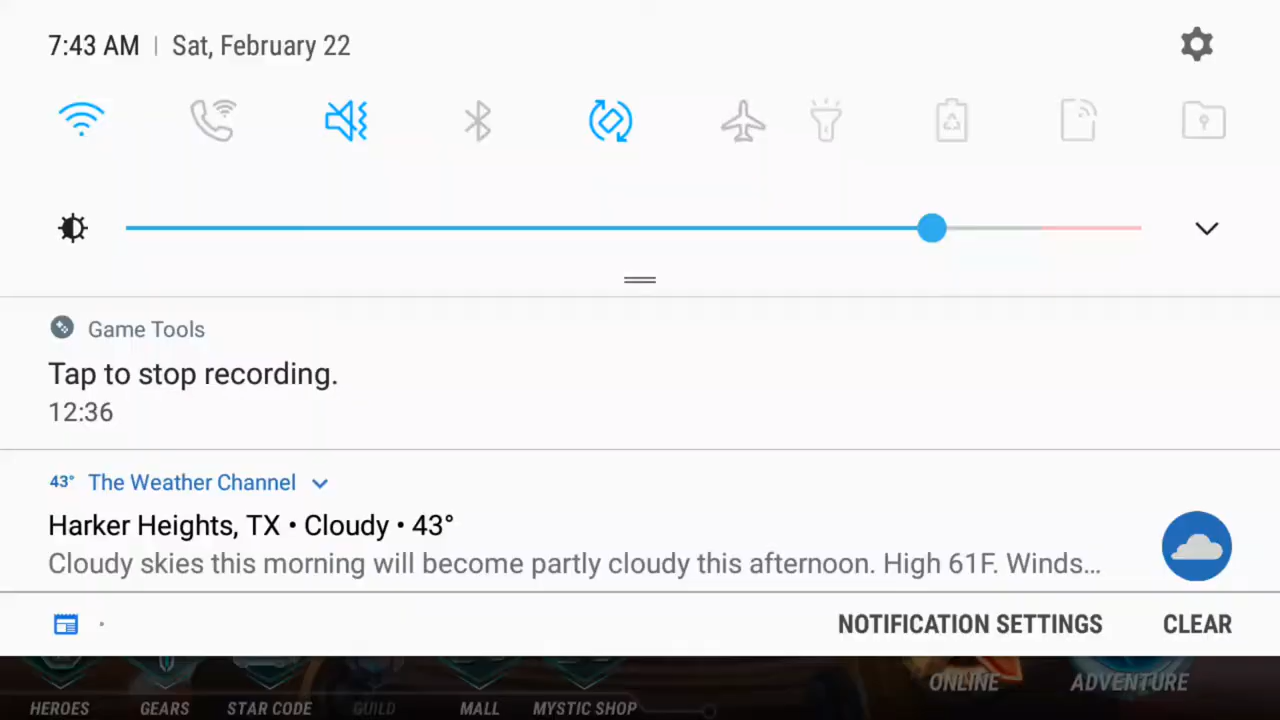 7:43 AM | Sat, February 22
Game Tools
Tap to stop recording.
12:36
43° The Weather Channel
Harker Heights, TX • Cloudy • 43°
Cloudy skies this morning will become partly cloudy this afternoon. High 61F. Winds...
NOTIFICATION SETTINGS CLEAR
ONLINE ADVENTURE
HEROES GEARS STAR CODE GUILD MALL MYSTIC SHOP